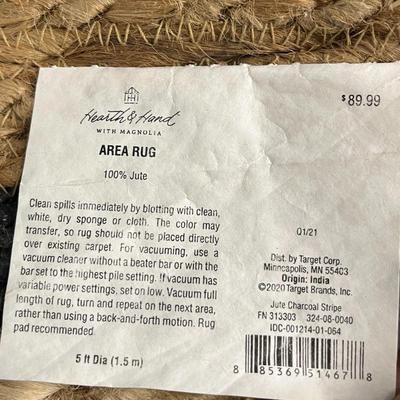 Hearth & Hand
WITH MAGNOLIA
$89.99
AREA RUG
100% Jute
Clean spills immediately by blotting with clean,
white, dry sponge or cloth. The color may
transfer, so rug should not be placed directly
over existing carpet. For vacuuming, use a
vacuum cleaner without a beater bar or with the
bar set to the highest pile setting. If vacuum has
variable power settings, set on low. Vacuum full
length of rug, turn and repeat on the next area,
rather than using a back-and-forth motion. Rug
pad recommended.
5 ft Dia (1.5 m)
01/21
Dist. by Target Corp.
Minneapolis, MN 55403
Origin: India
©2020 Target Brands, Inc.
Jute Charcoal Stripe
FN 313303 324-08-0040
IDC-001214-01-064
8 85369 51467 8